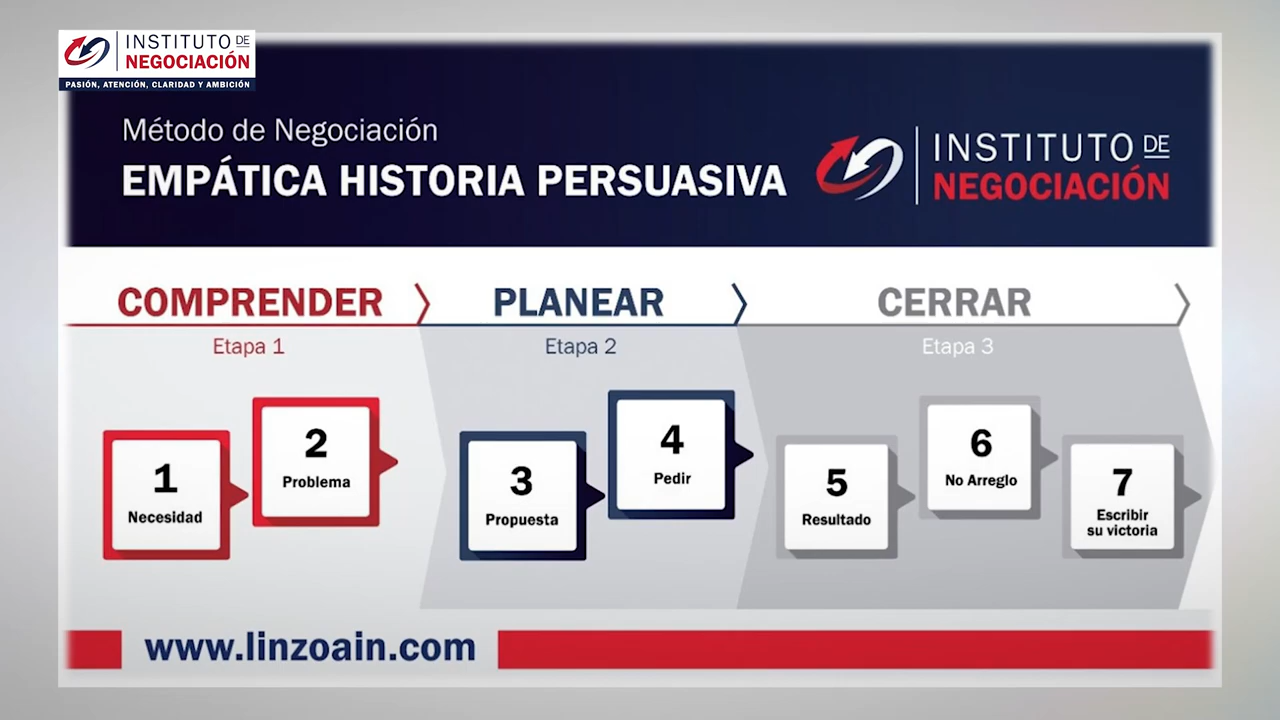 INSTITUTO DE
NEGOCIACIÓN
PASIÓN, ATENCIÓN, CLARIDAD Y AMBICIÓN
Método de Negociación
EMPÁTICA HISTORIA PERSUASIVA
INSTITUTO DE
NEGOCIACIÓN
COMPRENDER
Etapa 1
PLANEAR
Etapa 2
CERRAR
Etapa 3
1
Necesidad
2
Problema
3
Propuesta
4
Pedir
5
Resultado
6
No Arreglo
7
Escribir
su victoria
www.linzoain.com